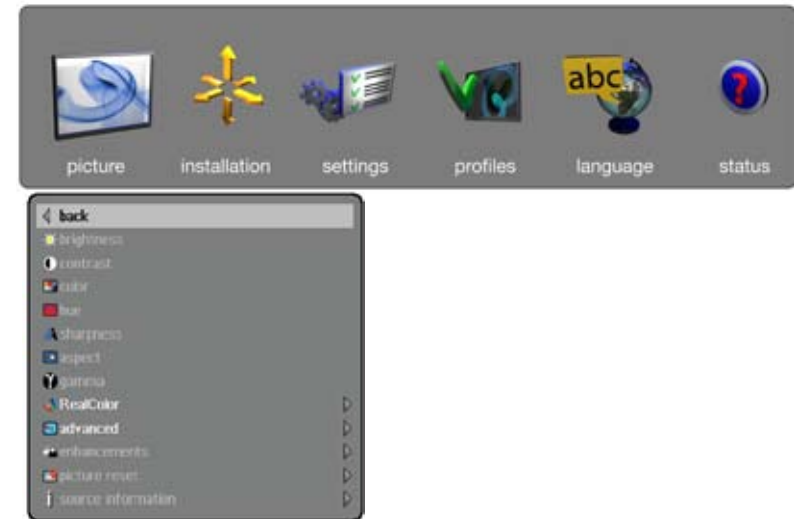 abc
picture installation settings profiles language status
back
brightness
contrast
color
hue
sharpness
aspect
gamma
RealColor
advanced
enhancements
picture reset
source information